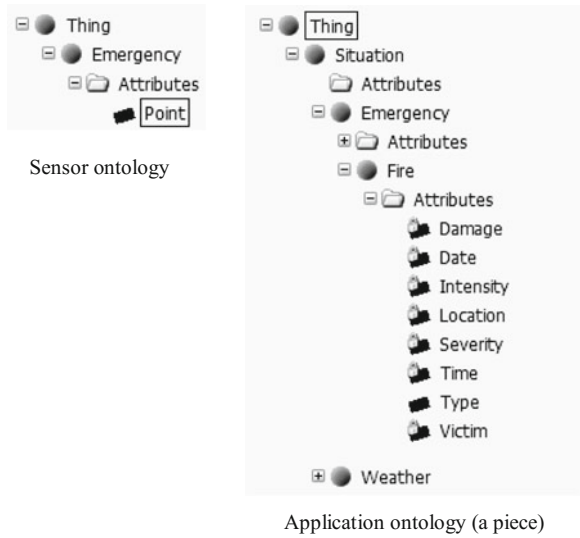 Thing
Emergency
Attributes
Point
Sensor ontology
Thing
Situation
Attributes
Emergency
Attributes
Fire
Attributes
Damage
Date
Intensity
Location
Severity
Time
Type
Victim
Weather
Application ontology (a piece)